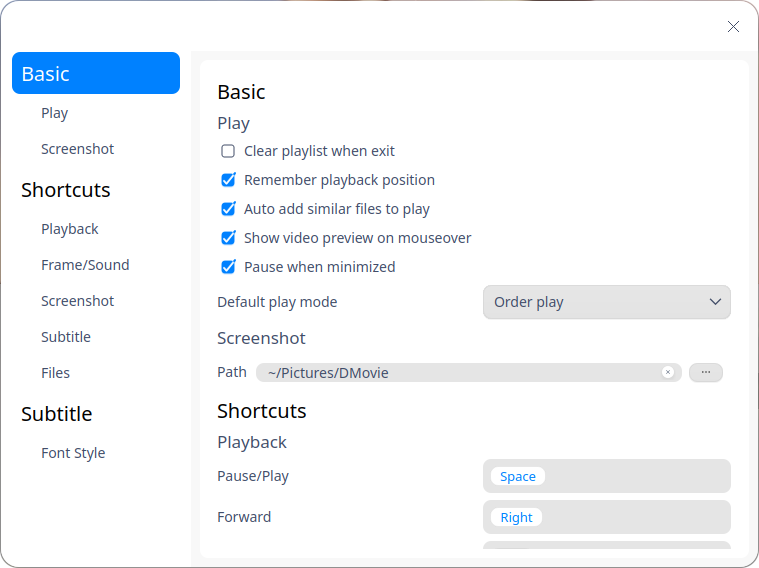 Basic
Play
Screenshot
Shortcuts
Playback
Frame/Sound
Screenshot
Subtitle
Files
Subtitle
Font Style
Basic
Play
Clear playlist when exit
Remember playback position
Auto add similar files to play
Show video preview on mouseover
Pause when minimized
Default play mode Order play
Screenshot
Path ~/Pictures/DMovie ...
Shortcuts
Playback
Pause/Play Space
Forward Right